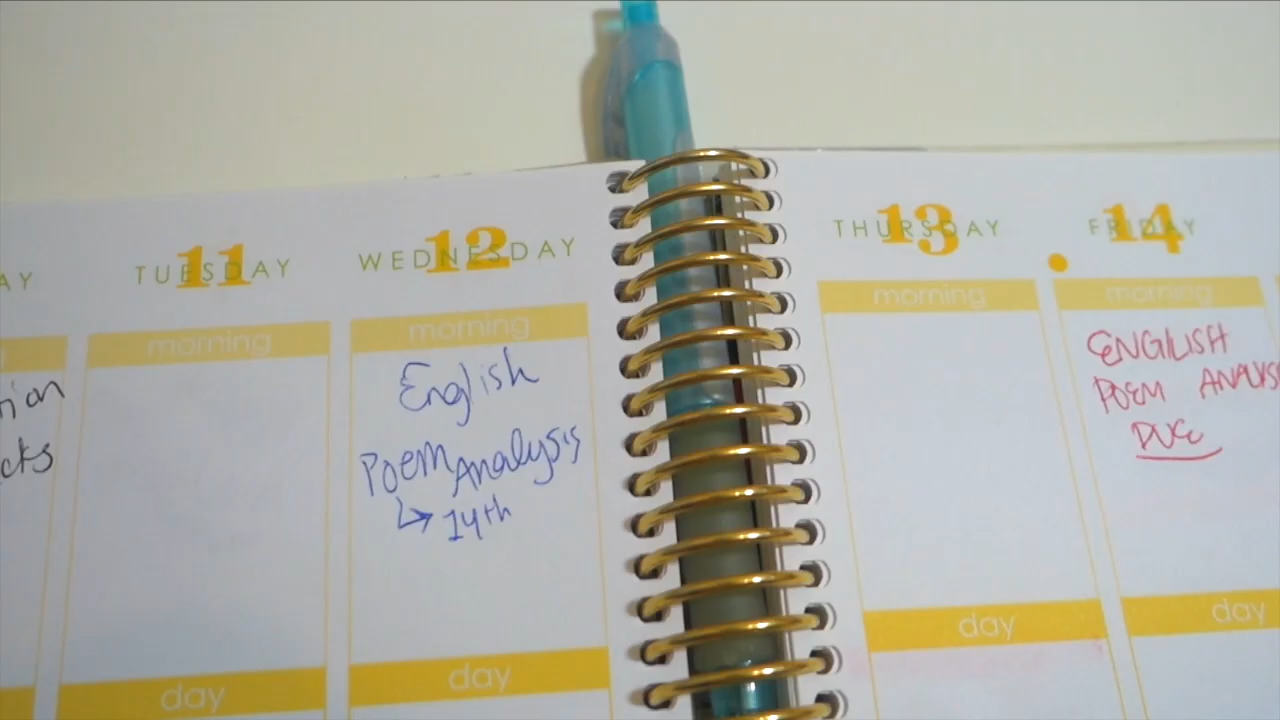 AY
TUESDAY 11
WEDNESDAY 12
THURSDAY 13
FRIDAY 14
morning
morning
morning
morning
English
Poem Analysis
↳ 14th
ENGLISH
POEM
DUE
day
day
day
day